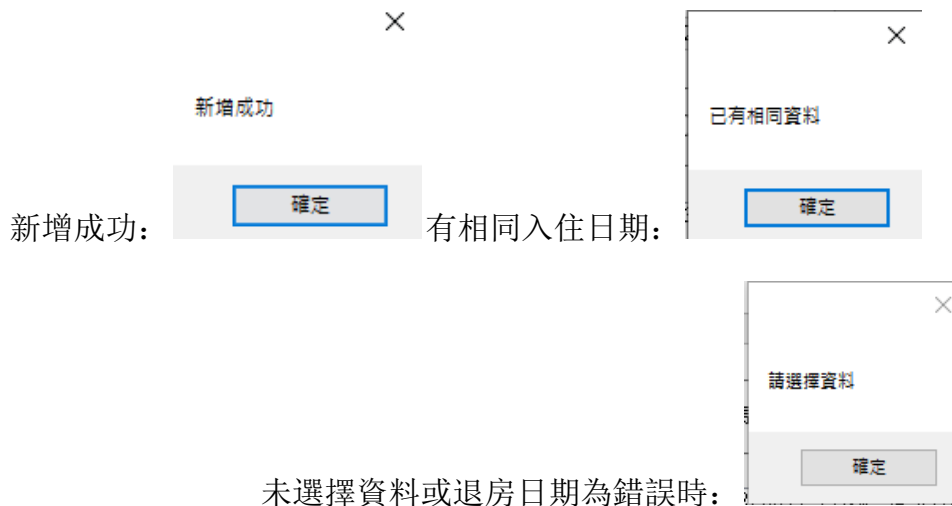 新增成功
已有相同資料
確定
確定
新增成功：
有相同入住日期：
請選擇資料
確定
未選擇資料或退房日期為錯誤時：